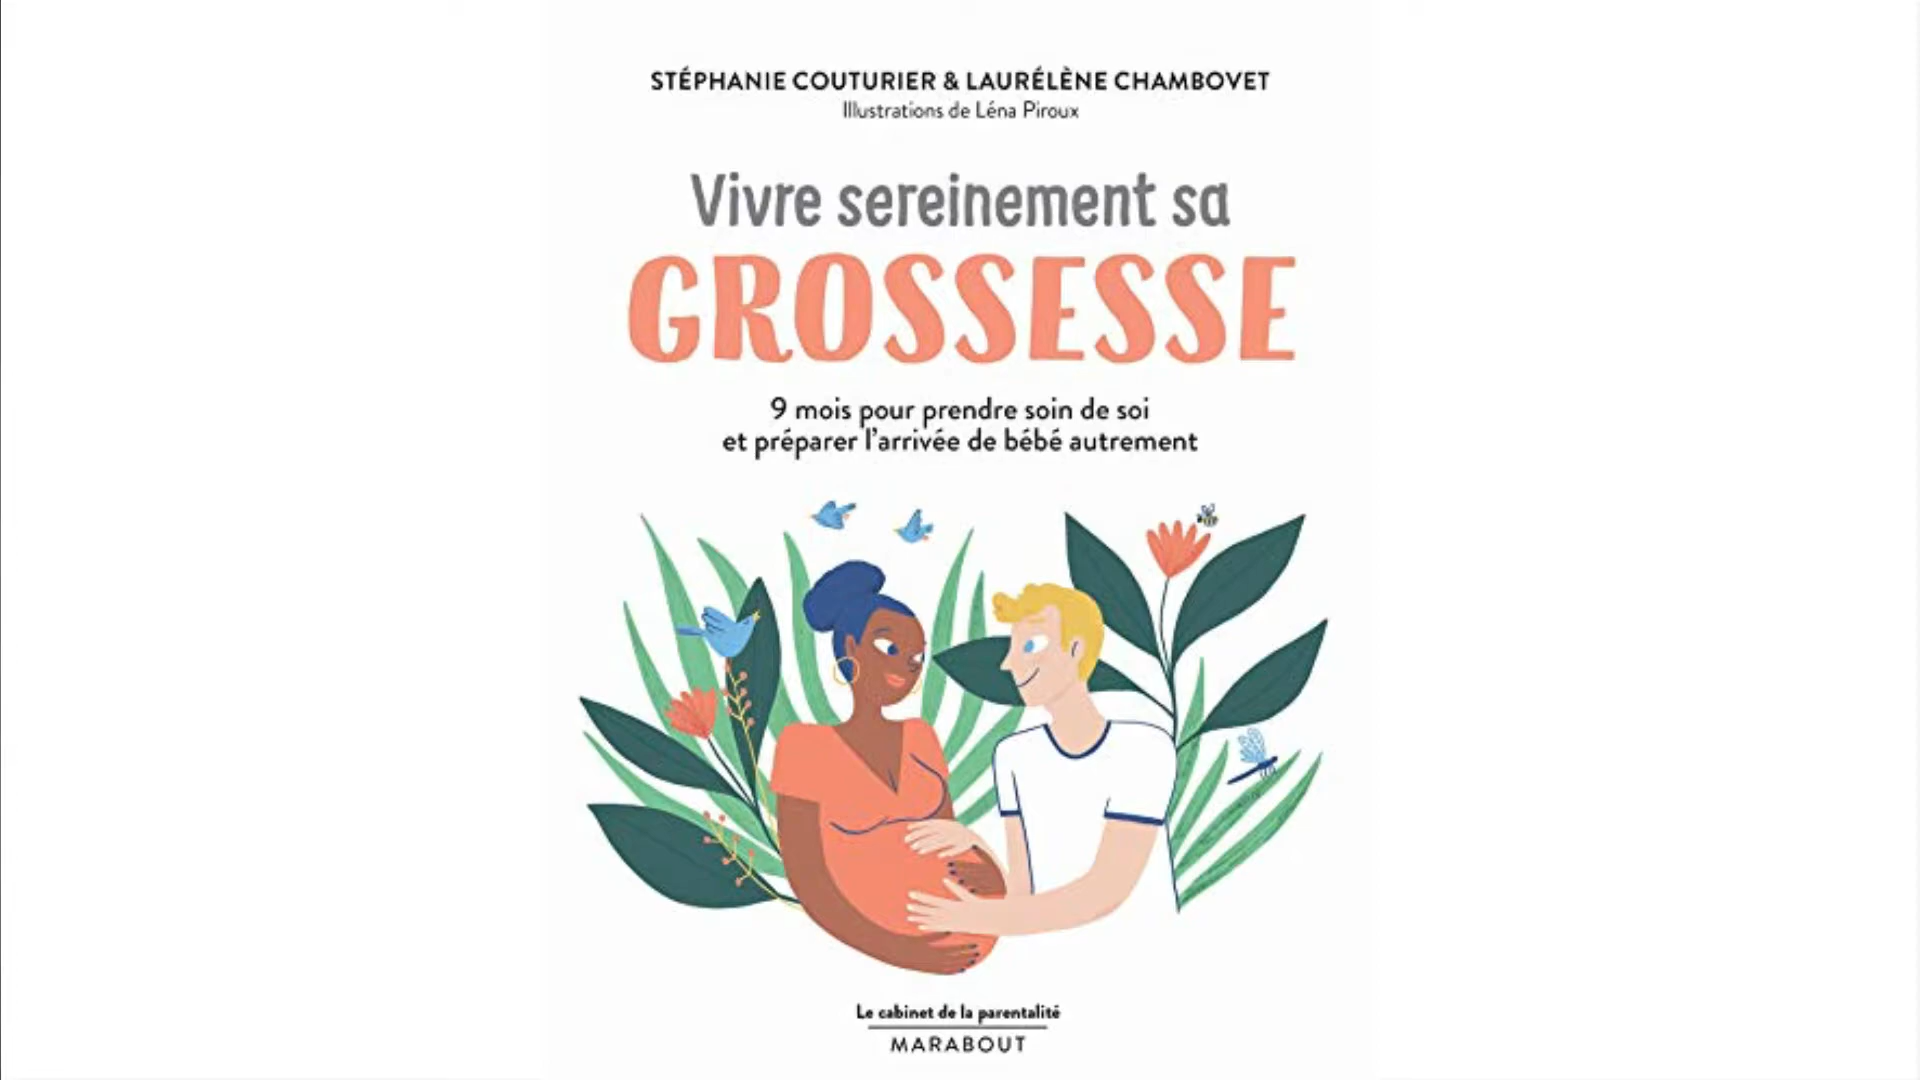 STÉPHANIE COUTURIER & LAURÉLÈNE CHAMBOVET
Illustrations de Léna Piroux
Vivre sereinement sa
GROSSESSE
9 mois pour prendre soin de soi
et préparer l'arrivée de bébé autrement
Le cabinet de la parentalité
MARABOUT